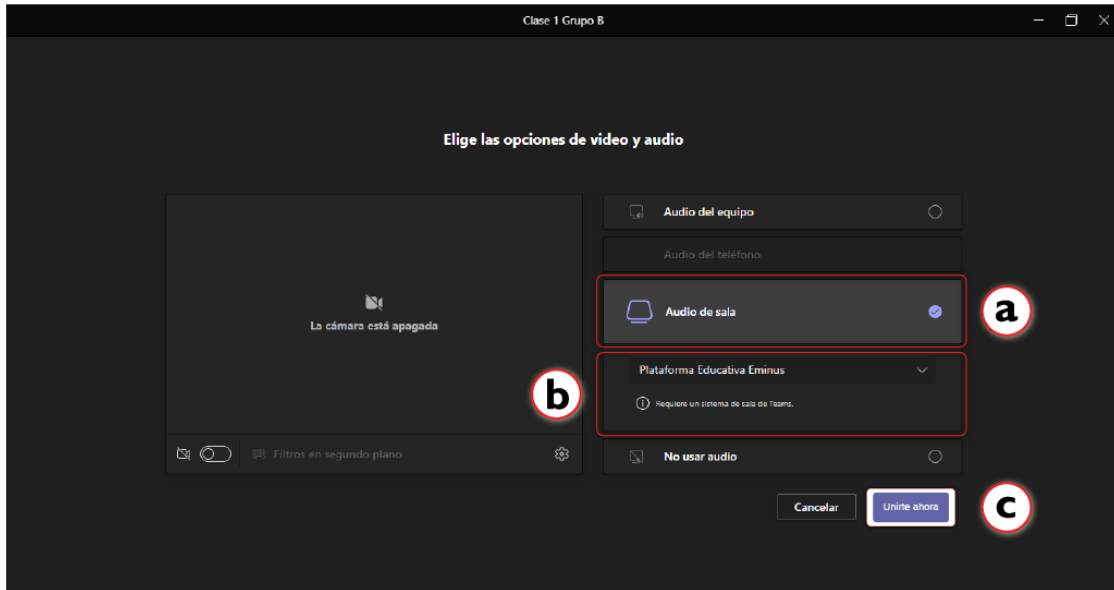 Clase 1 Grupo B
Elige las opciones de video y audio
La cámara está apagada
Filtros en segundo plano
Audio del equipo
Audio del teléfono
Audio de sala
a
b
Plataforma Educativa Eminus
Requiere un sistema de sala de Teams.
No usar audio
Cancelar
Unirte ahora
c